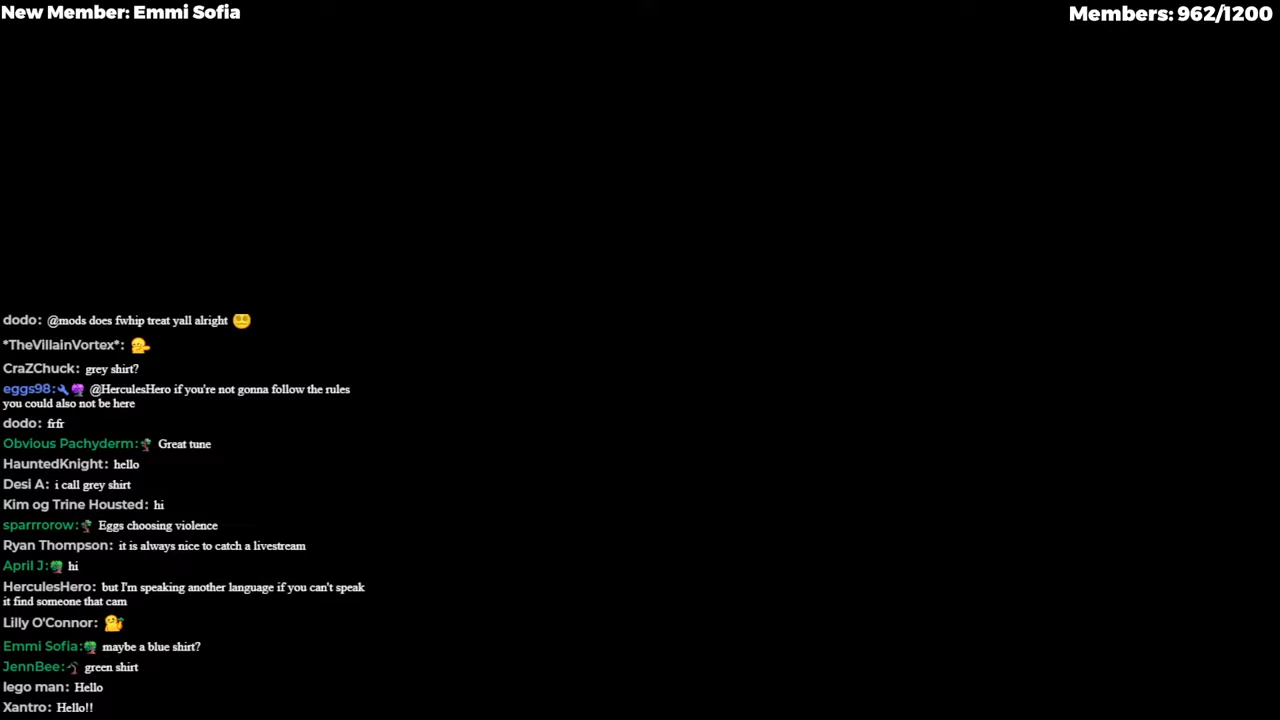 New Member: Emmi Sofia
Members: 962/1200
dodo: @mods does fwhip treat yall alright
*TheVillainVortex*:
CraZChuck: grey shirt?
eggs98: @HerculesHero if you're not gonna follow the rules
you could also not be here
dodo: frfr
Obvious Pachyderm: Great tune
HauntedKnight: hello
Desi A: i call grey shirt
Kim og Trine Housted: hi
sparrrorow: Eggs choosing violence
Ryan Thompson: it is always nice to catch a livestream
April J: hi
HerculesHero: but I'm speaking another language if you can't speak
it find someone that cam
Lilly O'Connor:
Emmi Sofia: maybe a blue shirt?
JennBee: green shirt
lego man: Hello
Xantro: Hello!!